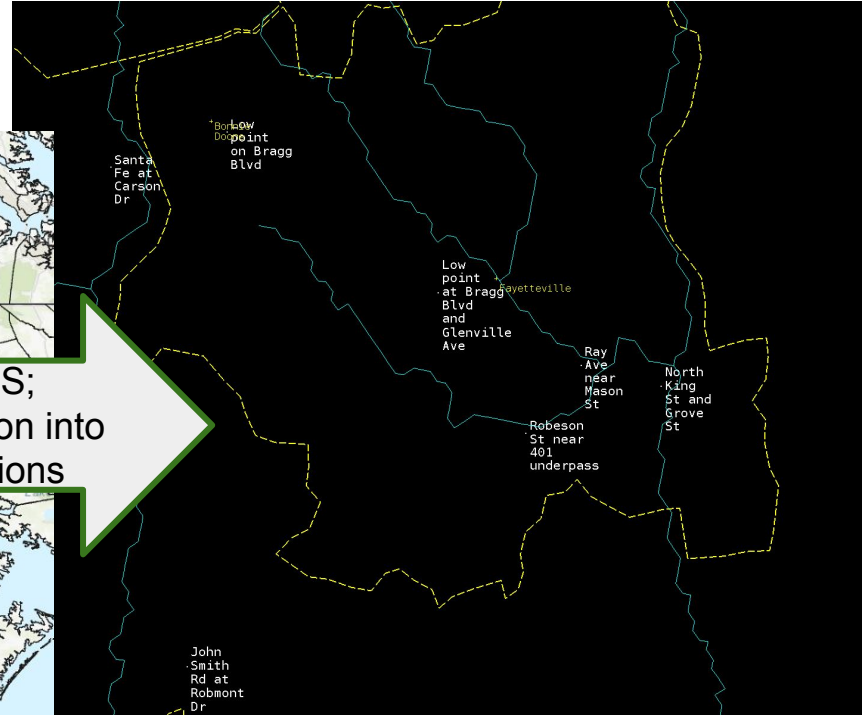 Bonnie
Doone
Low
point
on Bragg
Blvd
Santa
Fe at
Carson
Dr
Low
point
at Bragg
Blvd
and
Glenville
Ave
Fayetteville
Ray
Ave
near
Mason
St
North
King
St and
Grove
St
Robeson
St near
401
underpass
S;
on into
ions
John
Smith
Rd at
Robmont
Dr